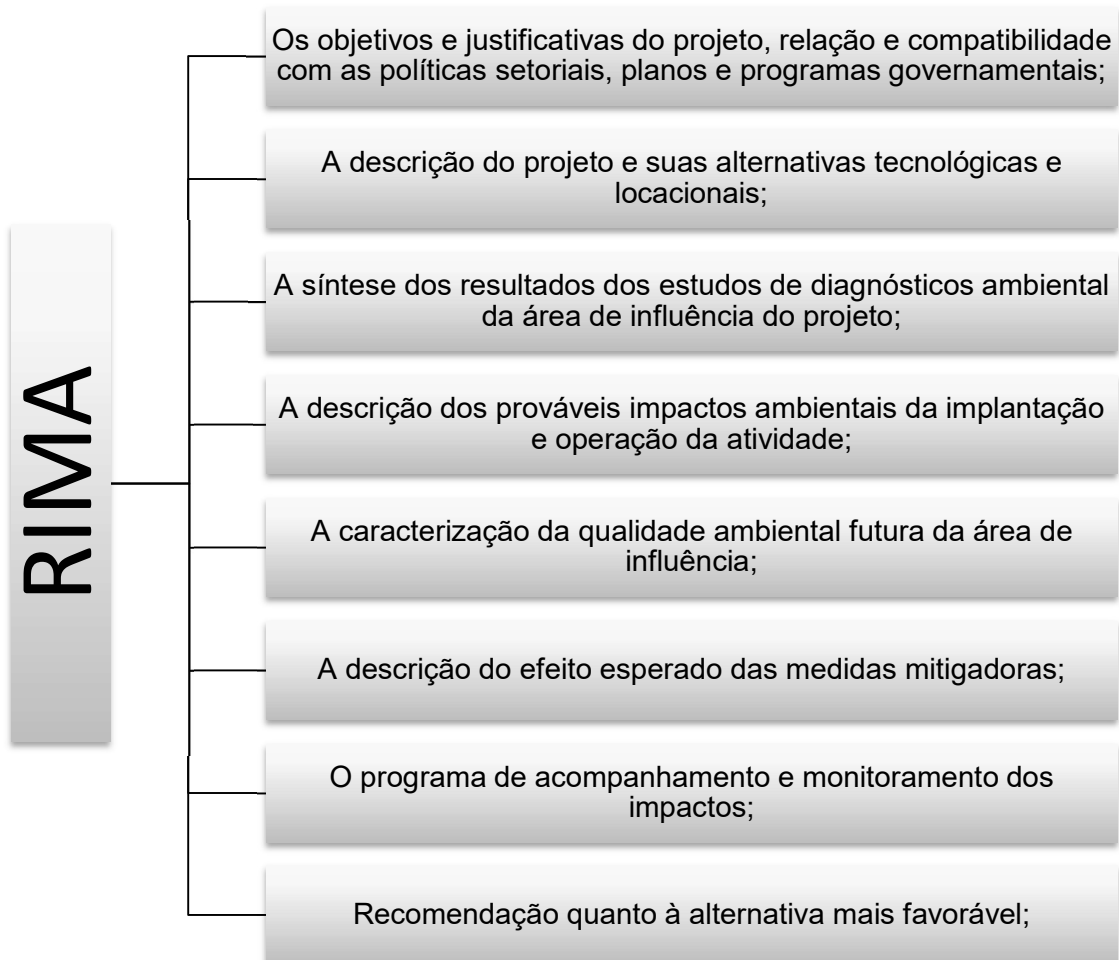 RIMA
Os objetivos e justificativas do projeto, relação e compatibilidade
com as políticas setoriais, planos e programas governamentais;
A descrição do projeto e suas alternativas tecnológicas e
locacionais;
A síntese dos resultados dos estudos de diagnósticos ambiental
da área de influência do projeto;
A descrição dos prováveis impactos ambientais da implantação
e operação da atividade;
A caracterização da qualidade ambiental futura da área de
influência;
A descrição do efeito esperado das medidas mitigadoras;
O programa de acompanhamento e monitoramento dos
impactos;
Recomendação quanto à alternativa mais favorável;